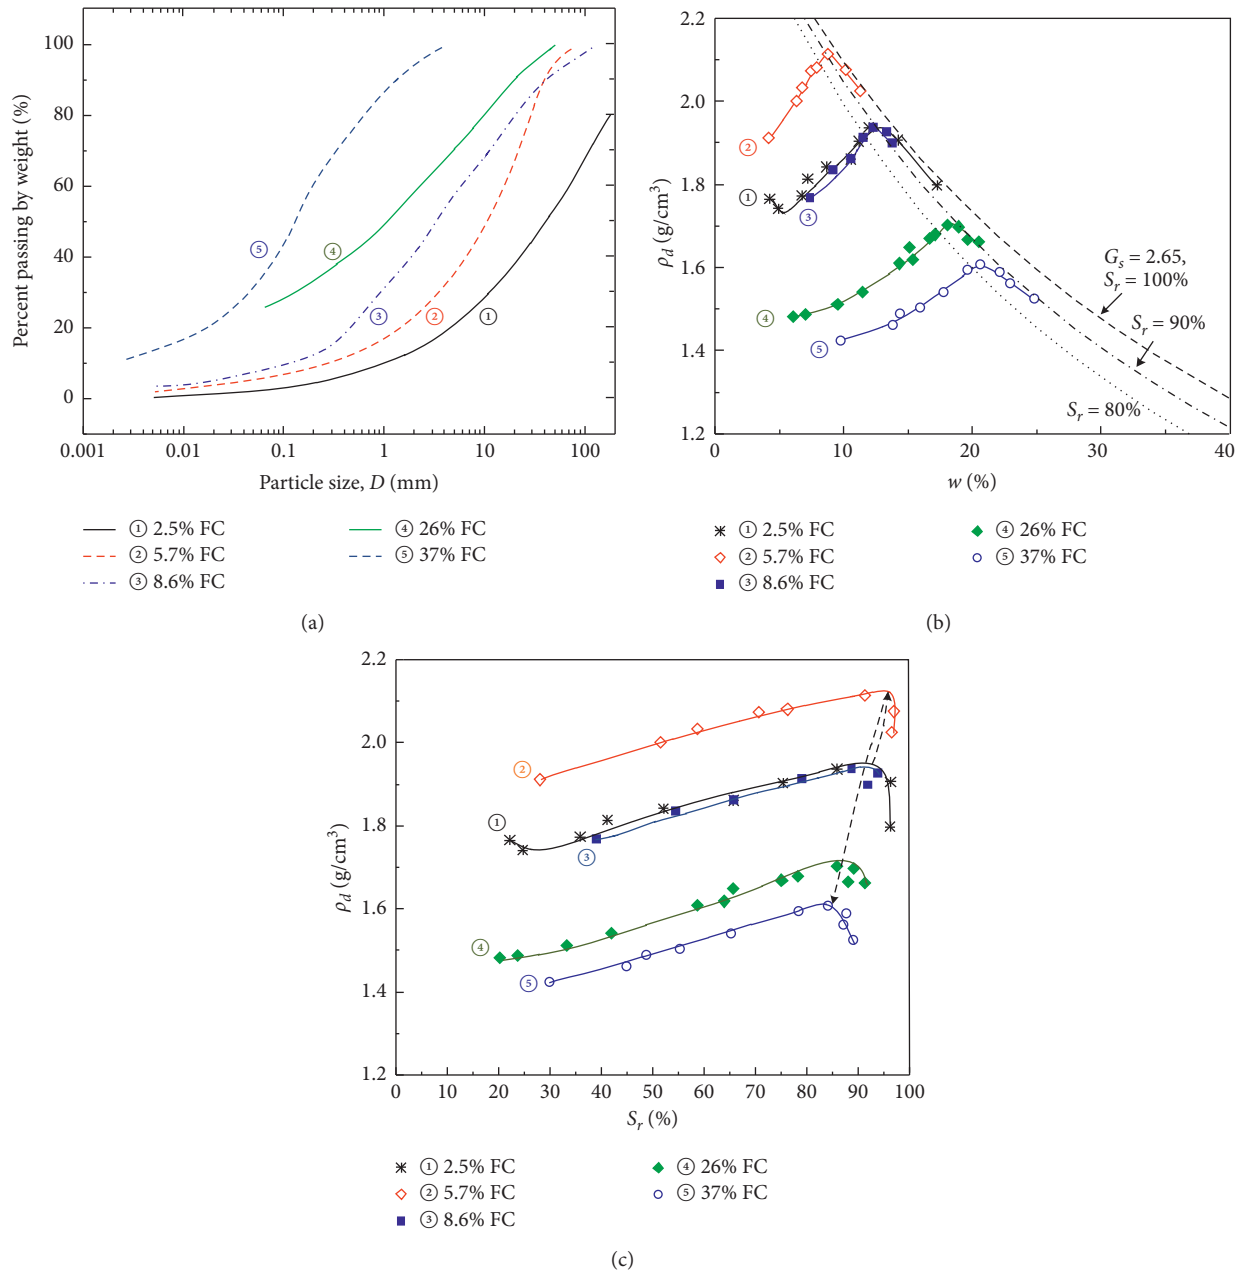 Percent passing by weight (%)
100
80
60
40
20
0
5
4
3
2
1
0.001
0.01
0.1
1
10
100
Particle size, D (mm)
1 2.5% FC
2 5.7% FC
3 8.6% FC
4 26% FC
5 37% FC
(a)
ρd (g/cm³)
2.2
2.0
1.8
1.6
1.4
1.2
2
1
3
4
5
Gs = 2.65,
Sr = 100%
Sr = 90%
Sr = 80%
0
10
20
30
40
w (%)
1 2.5% FC
2 5.7% FC
3 8.6% FC
4 26% FC
5 37% FC
(b)
ρd (g/cm³)
2.2
2.0
1.8
1.6
1.4
1.2
2
1
3
4
5
0
10
20
30
40
50
60
70
80
90
100
Sr (%)
1 2.5% FC
2 5.7% FC
3 8.6% FC
4 26% FC
5 37% FC
(c)